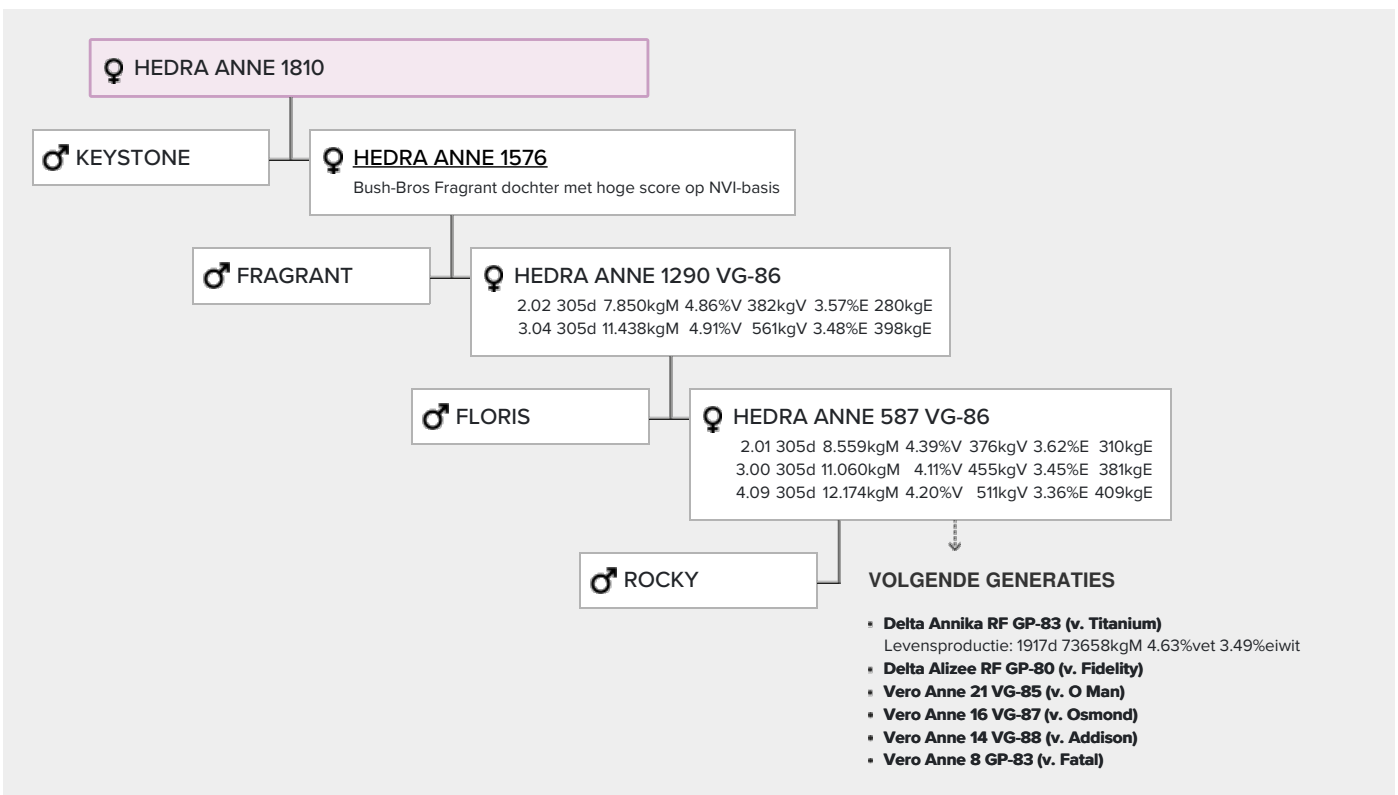 HEDRA ANNE 1810
KEYSTONE
HEDRA ANNE 1576
Bush-Bros Fragrant dochter met hoge score op NVI-basis
FRAGRANT
HEDRA ANNE 1290 VG-86
2.02 305d 7.850kgM 4.86%V 382kgV 3.57%E 280kgE
3.04 305d 11.438kgM 4.91%V 561kgV 3.48%E 398kgE
FLORIS
HEDRA ANNE 587 VG-86
2.01 305d 8.559kgM 4.39%V 376kgV 3.62%E 310kgE
3.00 305d 11.060kgM 4.11%V 455kgV 3.45%E 381kgE
4.09 305d 12.174kgM 4.20%V 511kgV 3.36%E 409kgE
ROCKY
VOLGENDE GENERATIES
Delta Annika RF GP-83 (v. Titanium)
Levensproductie: 1917d 73658kgM 4.63%vet 3.49%eiwit
Delta Alizee RF GP-80 (v. Fidelity)
Vero Anne 21 VG-85 (v. O Man)
Vero Anne 16 VG-87 (v. Osmond)
Vero Anne 14 VG-88 (v. Addison)
Vero Anne 8 GP-83 (v. Fatal)